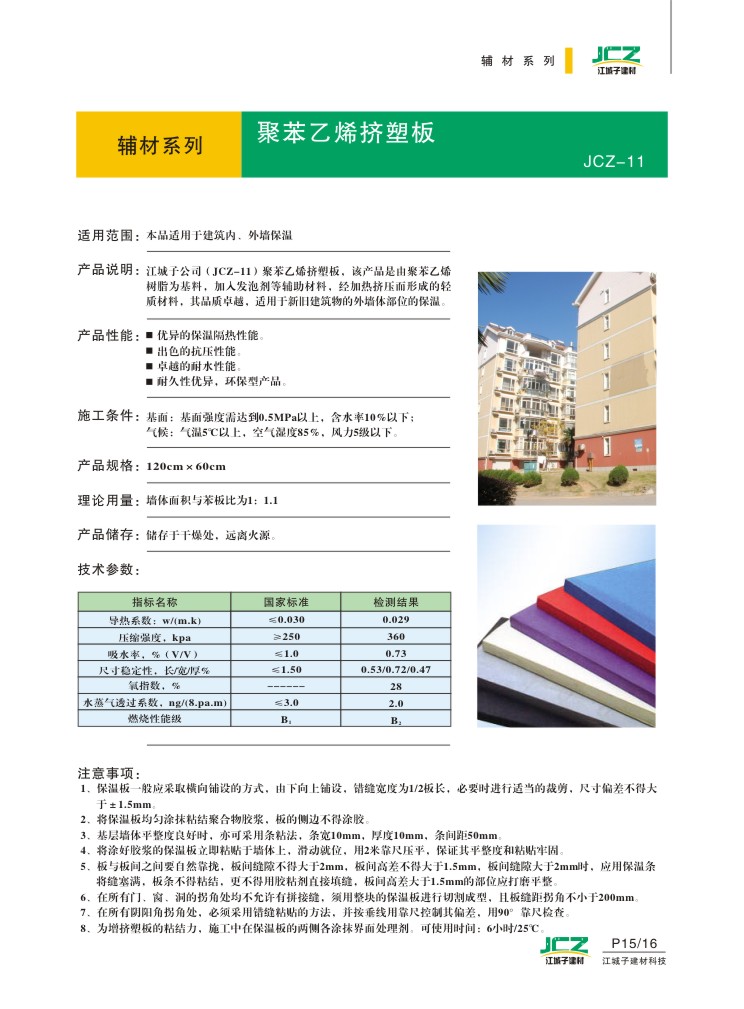 辅材系列
JCZ
江城子建材
辅材系列
聚苯乙烯挤塑板
JCZ-11
适用范围：本品适用于建筑内、外墙保温
产品说明：江城子公司（JCZ-11）聚苯乙烯挤塑板，该产品是由聚苯乙烯
树脂为基料，加入发泡剂等辅助材料，经加热挤压而形成的轻
质材料，其品质卓越，适用于新旧建筑物的外墙体部位的保温。
产品性能：■ 优异的保温隔热性能。
■ 出色的抗压性能。
■ 卓越的耐水性能。
■ 耐久性优异，环保型产品。
施工条件：基面：基面强度需达到0.5MPa以上，含水率10%以下；
气候：气温5℃以上，空气湿度85%，风力5级以下。
产品规格：120cm×60cm
理论用量：墙体面积与苯板比为1：1.1
产品储存：储存于干燥处，远离火源。
技术参数：
指标名称 国家标准 检测结果
导热系数：w/(m.k) ≤0.030 0.029
压缩强度，kpa ≥250 360
吸水率，%（V/V） ≤1.0 0.73
尺寸稳定性，长/宽/厚% ≤1.50 0.53/0.72/0.47
氧指数，% ------ 28
水蒸气透过系数，ng/(8.pa.m) ≤3.0 2.0
燃烧性能级 B₁ B₂
注意事项：
1．保温板一般应采取横向铺设的方式，由下向上铺设，错缝宽度为1/2板长，必要时进行适当的裁剪，尺寸偏差不得大
于±1.5mm。
2．将保温板均匀涂抹粘结聚合物胶浆，板的侧边不得涂胶。
3．基层墙体平整度良好时，亦可采用条粘法，条宽10mm，厚度10mm，条间距50mm。
4．将涂好胶浆的保温板立即粘贴于墙体上，滑动就位，用2米靠尺压平，保证其平整度和粘贴牢固。
5．板与板间之间要自然靠拢，板间缝隙不得大于2mm，板间高差不得大于1.5mm，板间缝隙大于2mm时，应用保温条
将缝塞满，板条不得粘结，更不得用胶粘剂直接填缝，板间高差大于1.5mm的部位应打磨平整。
6．在所有门、窗、洞的拐角处均不允许有拼接缝，须用整块的保温板进行切割成型，且板缝距拐角不小于200mm。
7．在所有阴阳角拐角处，必须采用错缝粘贴的方法，并按垂线用靠尺控制其偏差，用90°靠尺检查。
8．为增挤塑板的粘结力，施工中在保温板的两侧各涂抹界面处理剂。可使用时间：6小时/25℃。
JCZ
江城子建材
P15/16
江城子建材科技